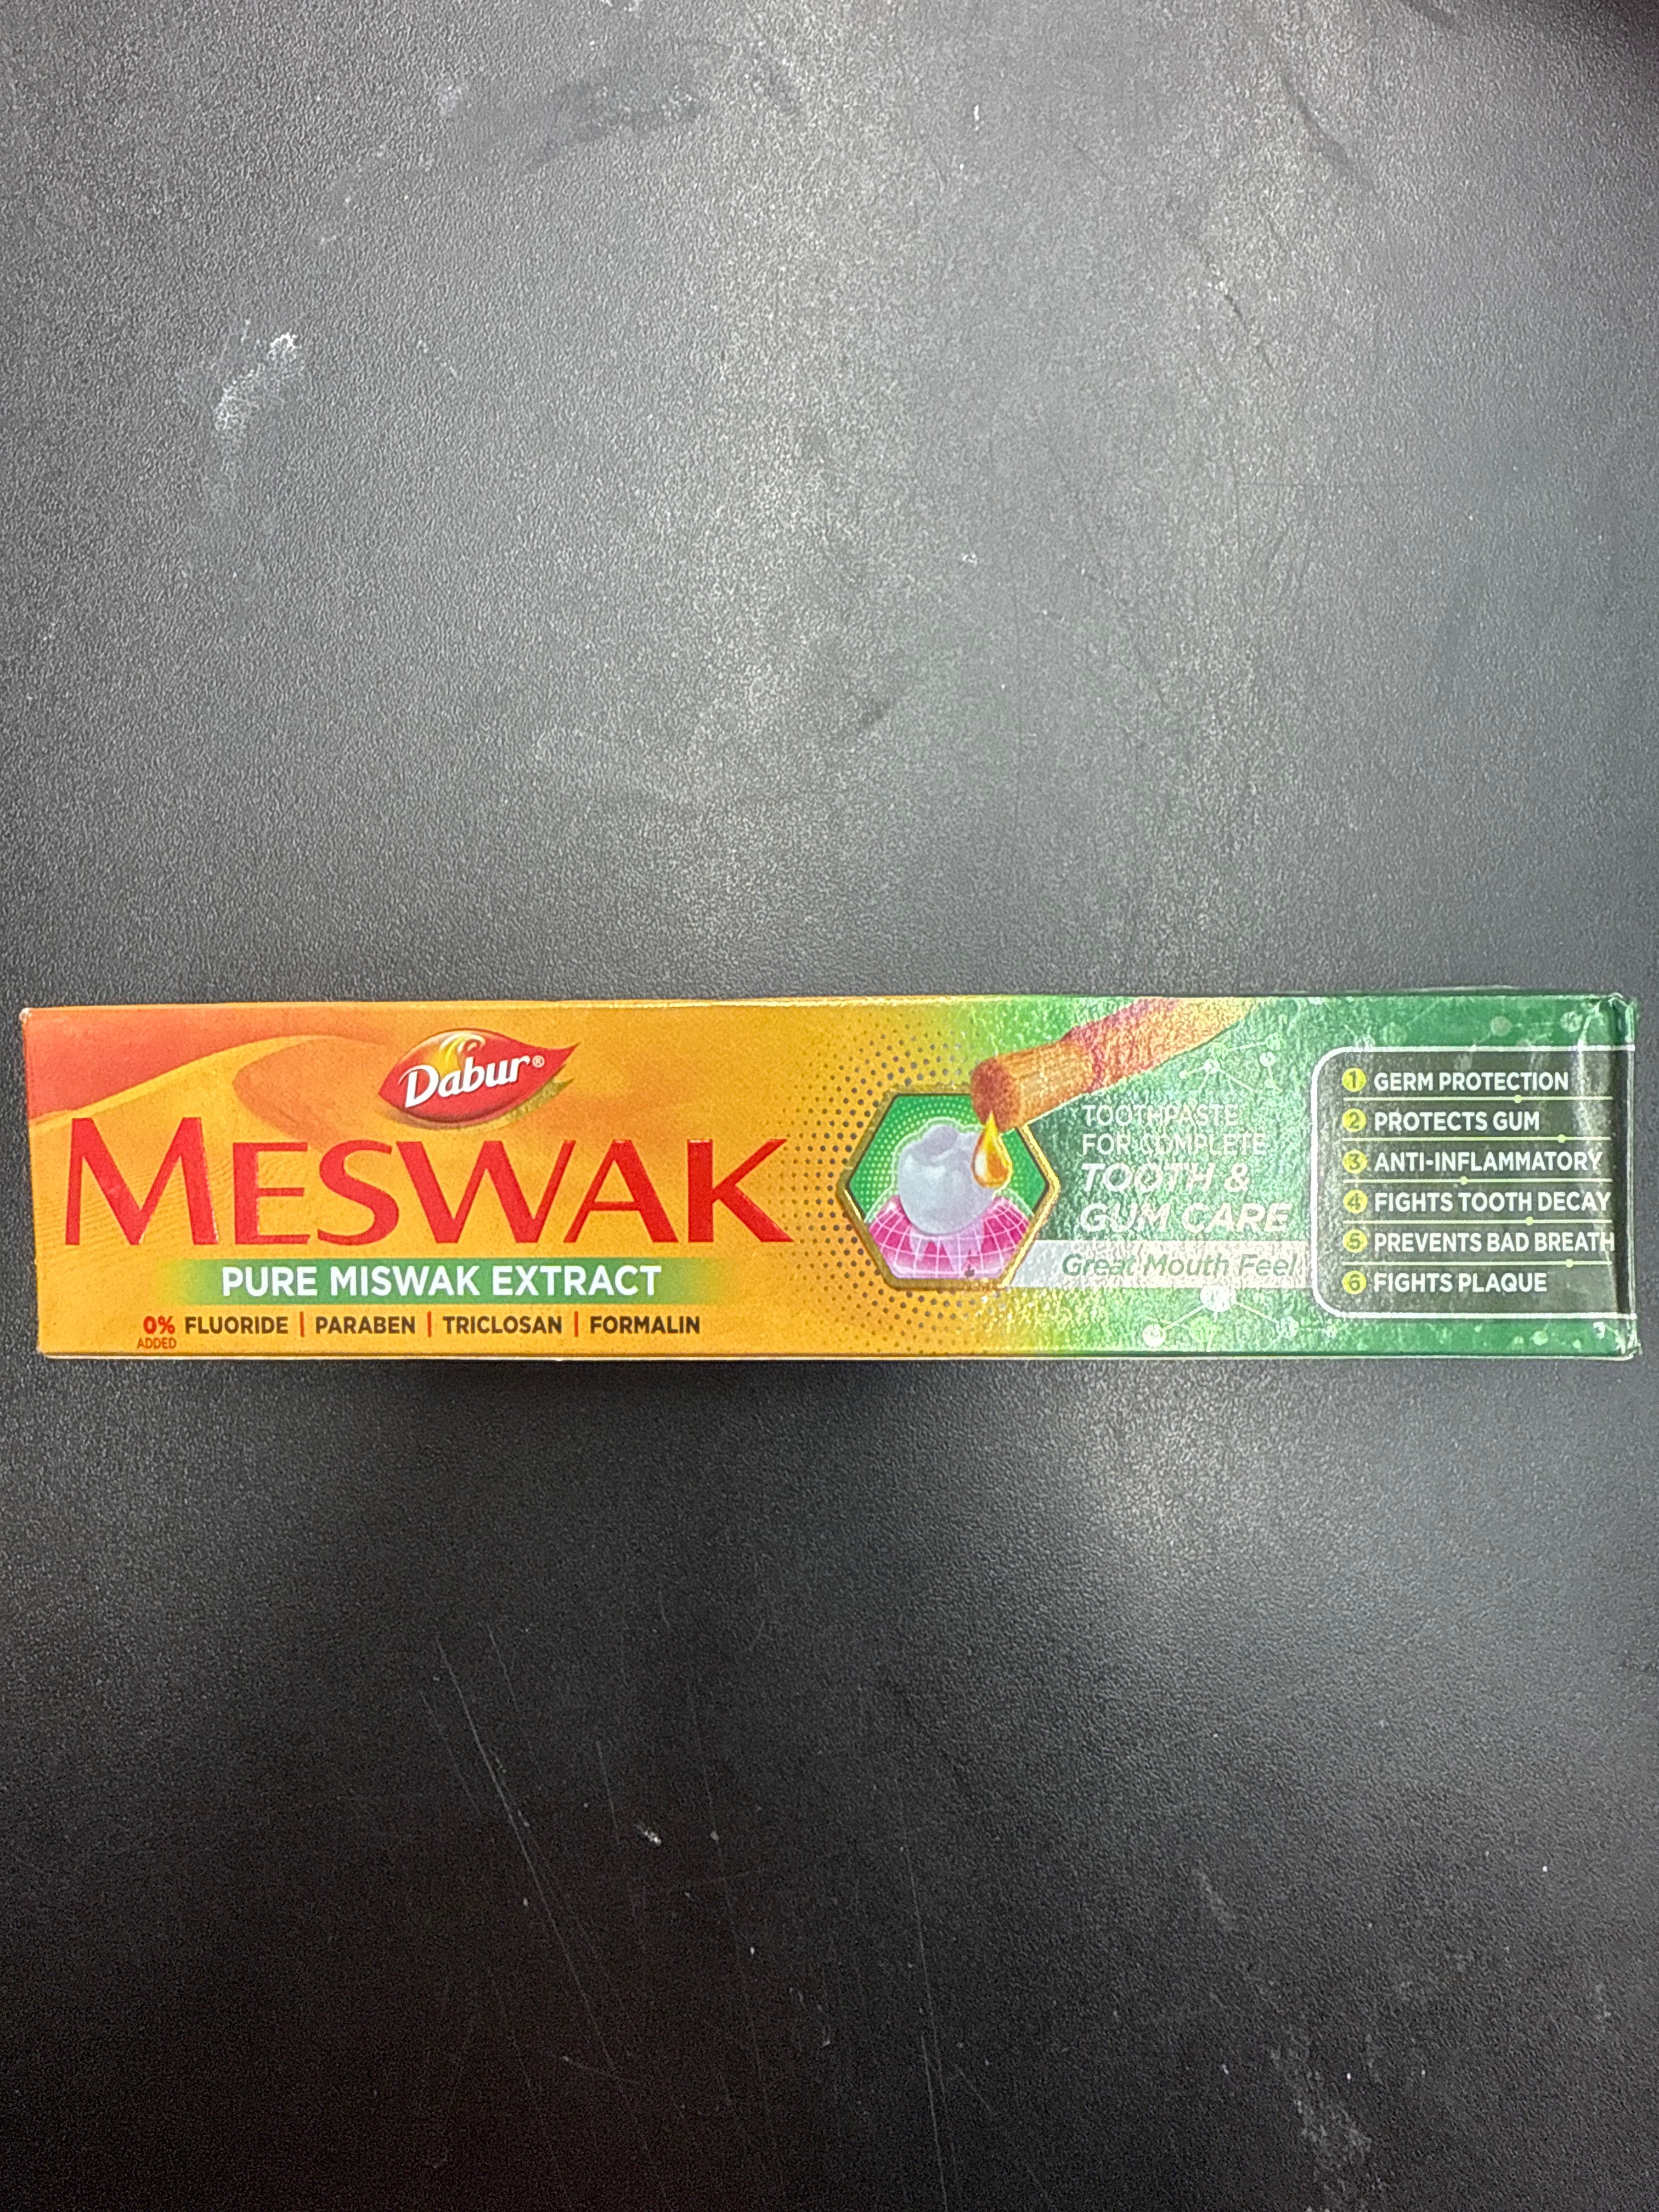 Dabur®
MESWAK
PURE MISWAK EXTRACT
0% ADDED FLUORIDE | PARABEN | TRICLOSAN | FORMALIN
TOOTHPASTE
FOR COMPLETE
TOOTH &
GUM CARE
Great Mouth Feel
1 GERM PROTECTION
2 PROTECTS GUM
3 ANTI-INFLAMMATORY
4 FIGHTS TOOTH DECAY
5 PREVENTS BAD BREATH
6 FIGHTS PLAQUE